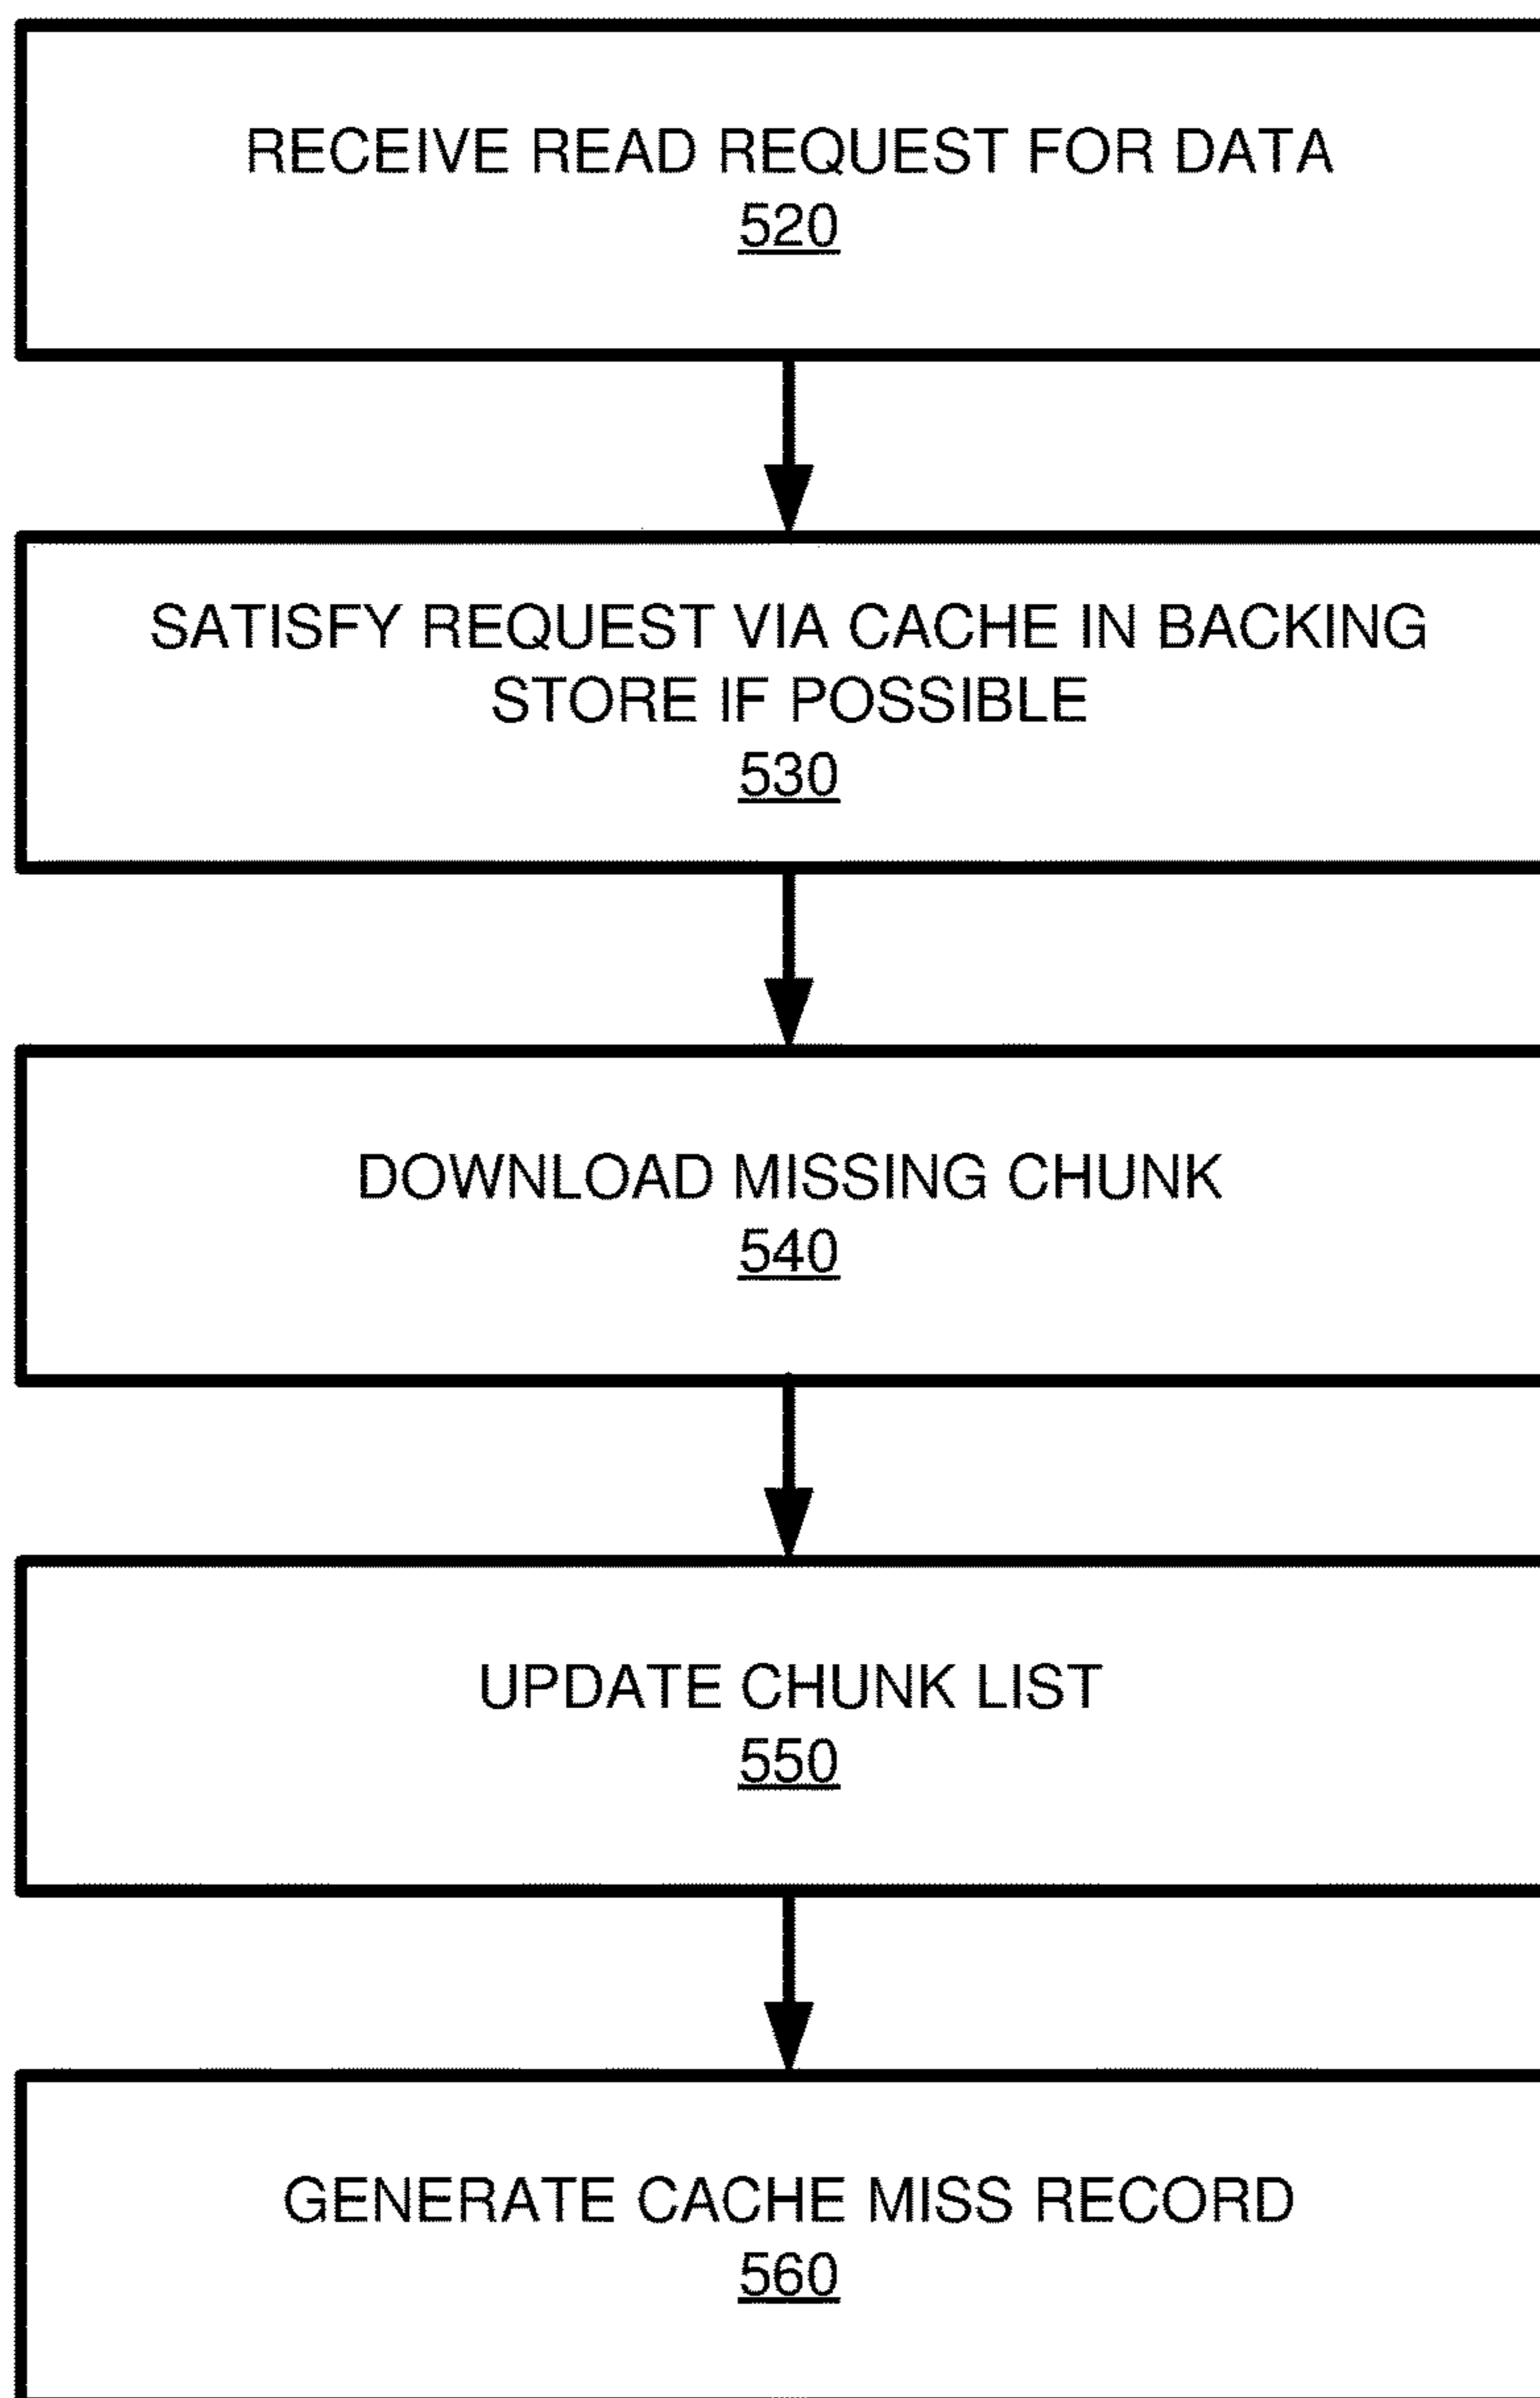 RECEIVE READ REQUEST FOR DATA
520
SATISFY REQUEST VIA CACHE IN BACKING
STORE IF POSSIBLE
530
DOWNLOAD MISSING CHUNK
540
UPDATE CHUNK LIST
550
GENERATE CACHE MISS RECORD
560